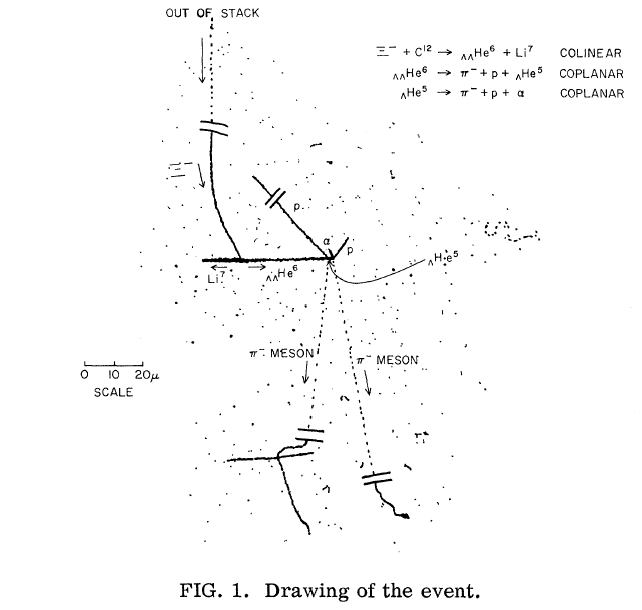 OUT OF STACK
Ξ⁻ + C¹² → ΛΛHe⁶ + Li⁷ COLINEAR
ΛΛHe⁶ → π⁻ + p + ΛHe⁵ COPLANAR
ΛHe⁵ → π⁻ + p + α COPLANAR
Ξ⁻
p
α
p
Li⁷
ΛΛHe⁶
ΛHe⁵
π⁻ MESON
π⁻ MESON
0 10 20μ
SCALE
FIG. 1. Drawing of the event.